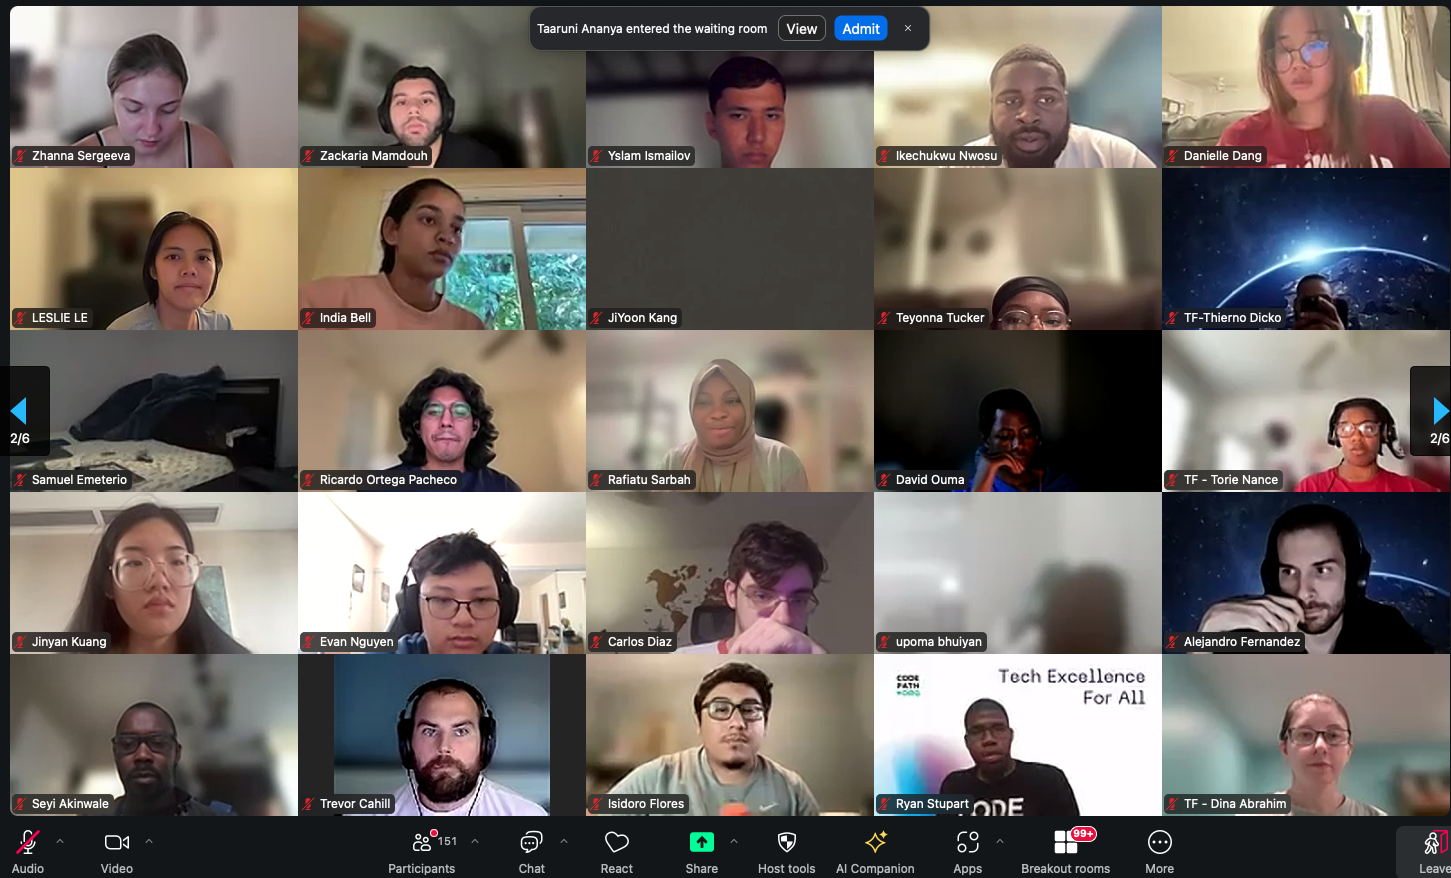 Taaruni Ananya entered the waiting room View Admit
Zhanna Sergeeva
Zackaria Mamdouh
Yslam Ismailov
Ikechukwu Nwosu
Danielle Dang
LESLIE LE
India Bell
JiYoon Kang
Teyonna Tucker
TF-Thierno Dicko
2/6
2/6
Samuel Emeterio
Ricardo Ortega Pacheco
Rafiatu Sarbah
David Ouma
TF - Torie Nance
Jinyan Kuang
Evan Nguyen
Carlos Diaz
upoma bhuiyan
Alejandro Fernandez
CODE
PATH
Tech Excellence
For All
Seyi Akinwale
Trevor Cahill
Isidoro Flores
Ryan Stupart
TF - Dina Abrahim
151
99+
Audio
Video
Participants
Chat
React
Share
Host tools
AI Companion
Apps
Breakout rooms
More
Leave